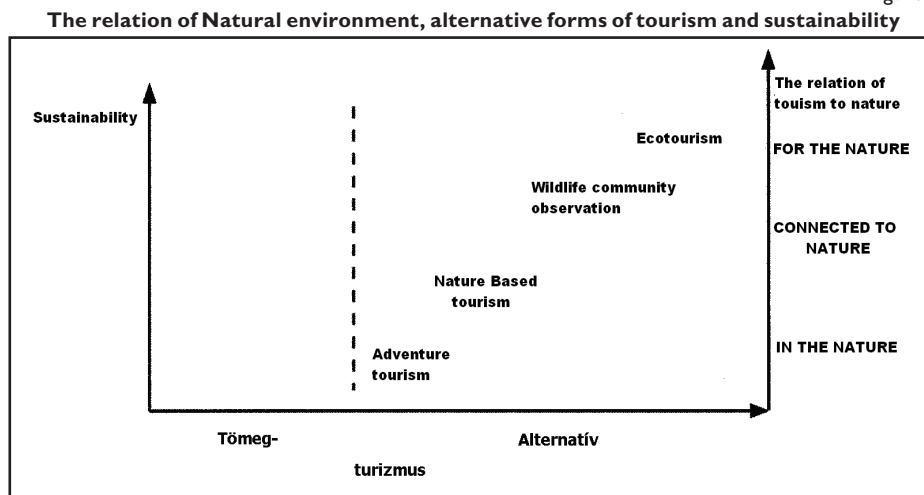 The relation of Natural environment, alternative forms of tourism and sustainability
Sustainability
The relation of
touism to nature
Ecotourism
FOR THE NATURE
Wildlife community
observation
CONNECTED TO
NATURE
Nature Based
tourism
IN THE NATURE
Adventure
tourism
Tömeg-
Alternatív
turizmus